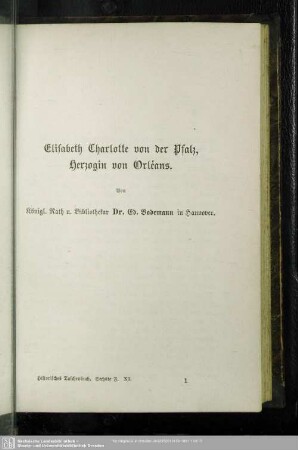 Elisabeth Charlotte von der Pfalz,
Herzogin von Orléans.
Von
Königl. Rath u. Bibliothekar Dr. Ed. Bodemann in Hannover.
Historisches Taschenbuch. Sechste F. XI. 1